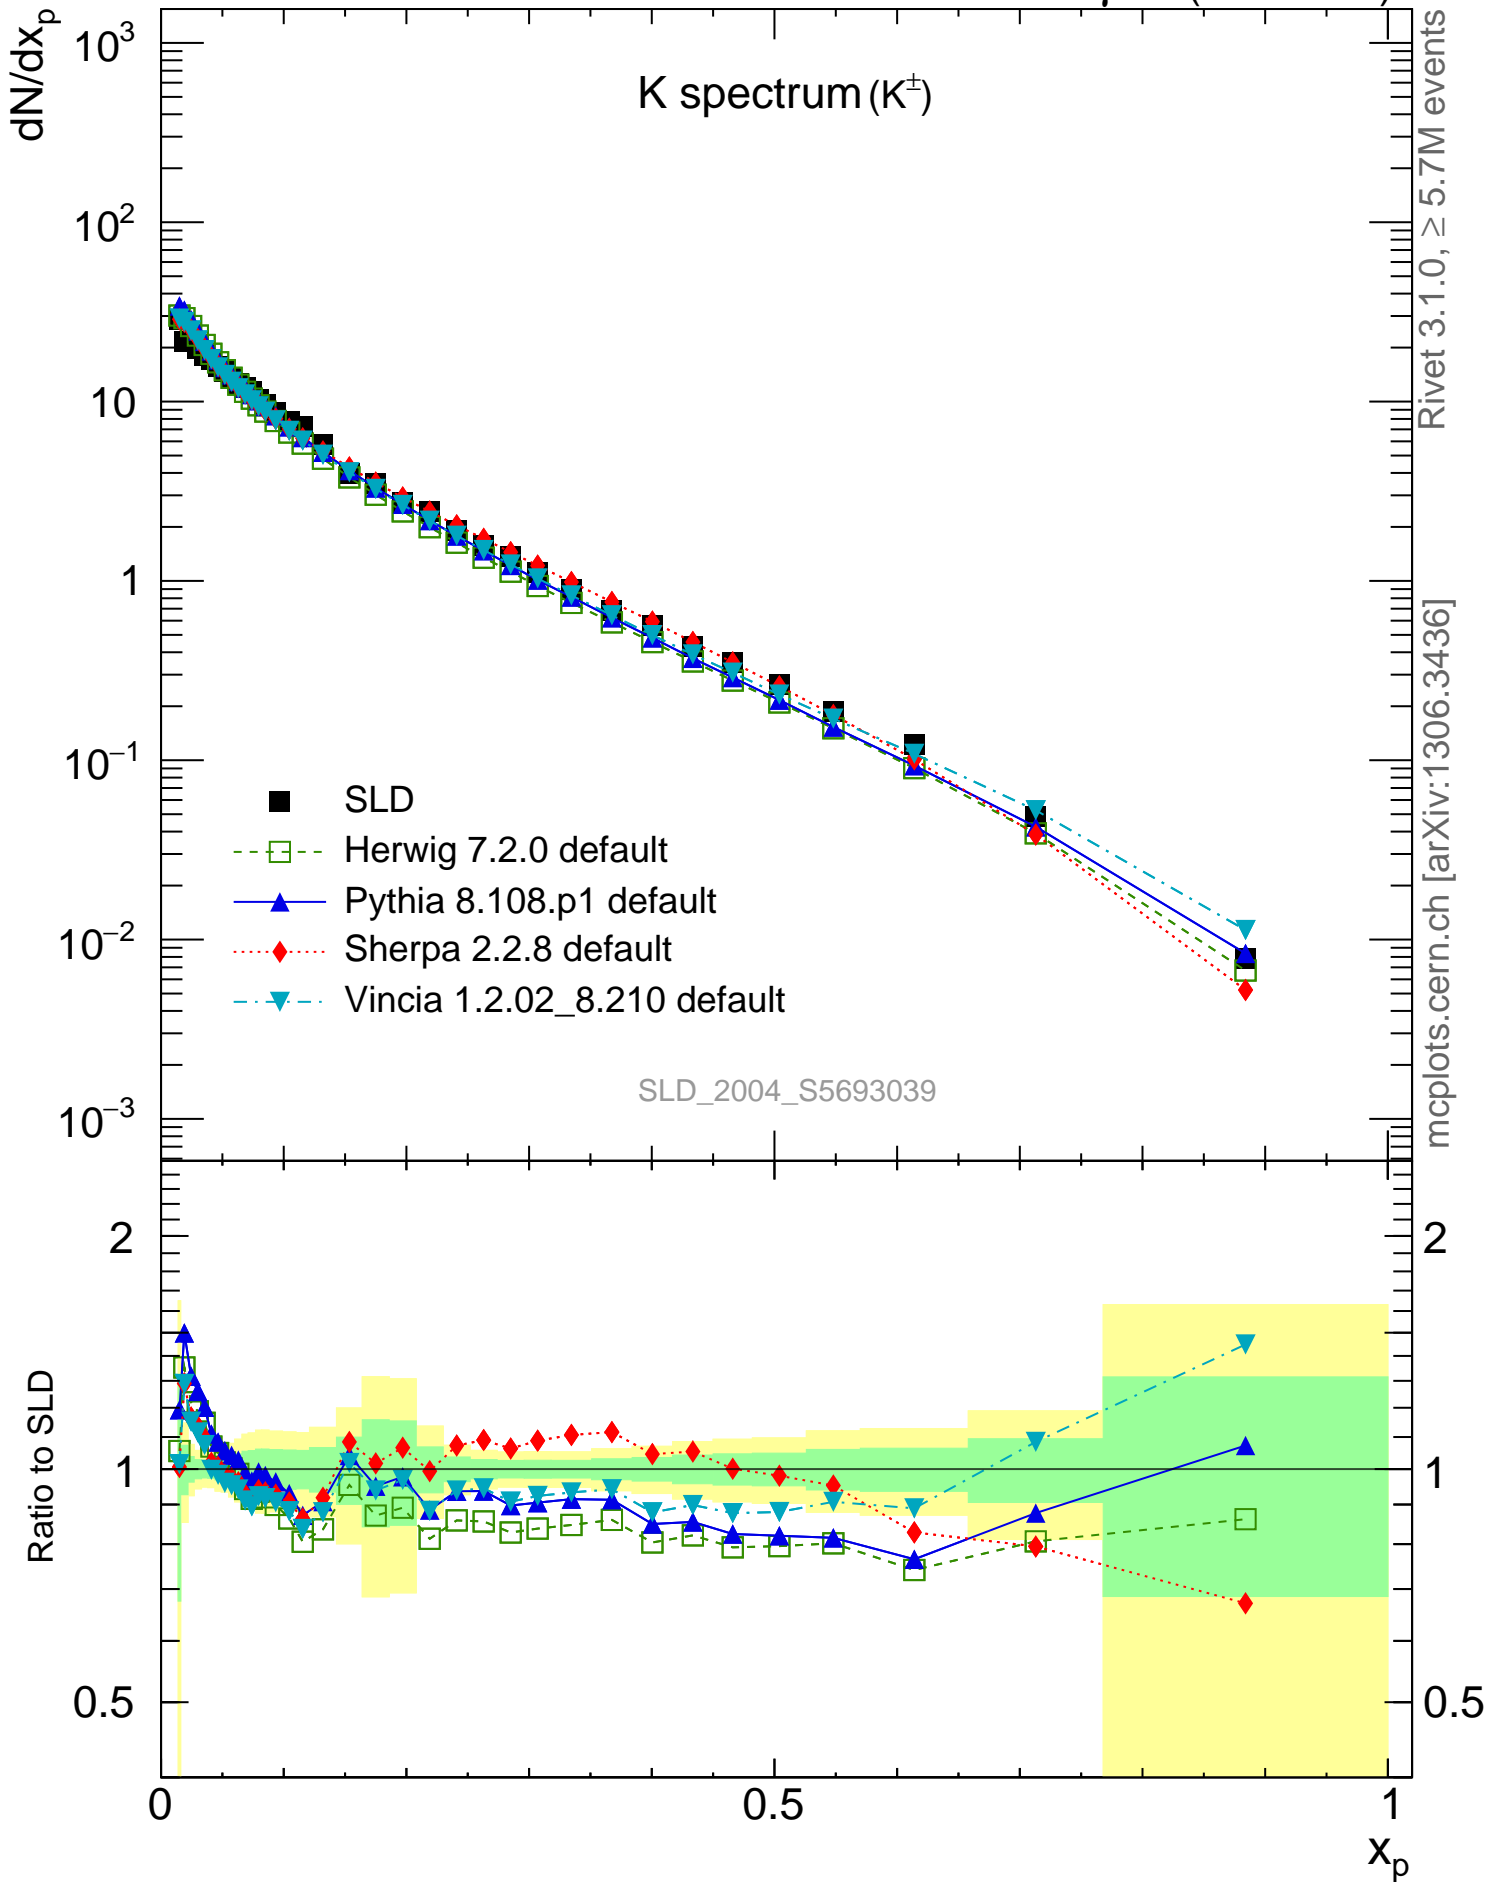 dN/dx_p
K spectrum (K^±)
10^3
10^2
10
1
10^−1
10^−2
10^−3
SLD
Herwig 7.2.0 default
Pythia 8.108.p1 default
Sherpa 2.2.8 default
Vincia 1.2.02_8.210 default
SLD_2004_S5693039
Rivet 3.1.0, ≥ 5.7M events
mcplots.cern.ch [arXiv:1306.3436]
Ratio to SLD
2
1
0.5
2
1
0.5
0
0.5
1
x_p